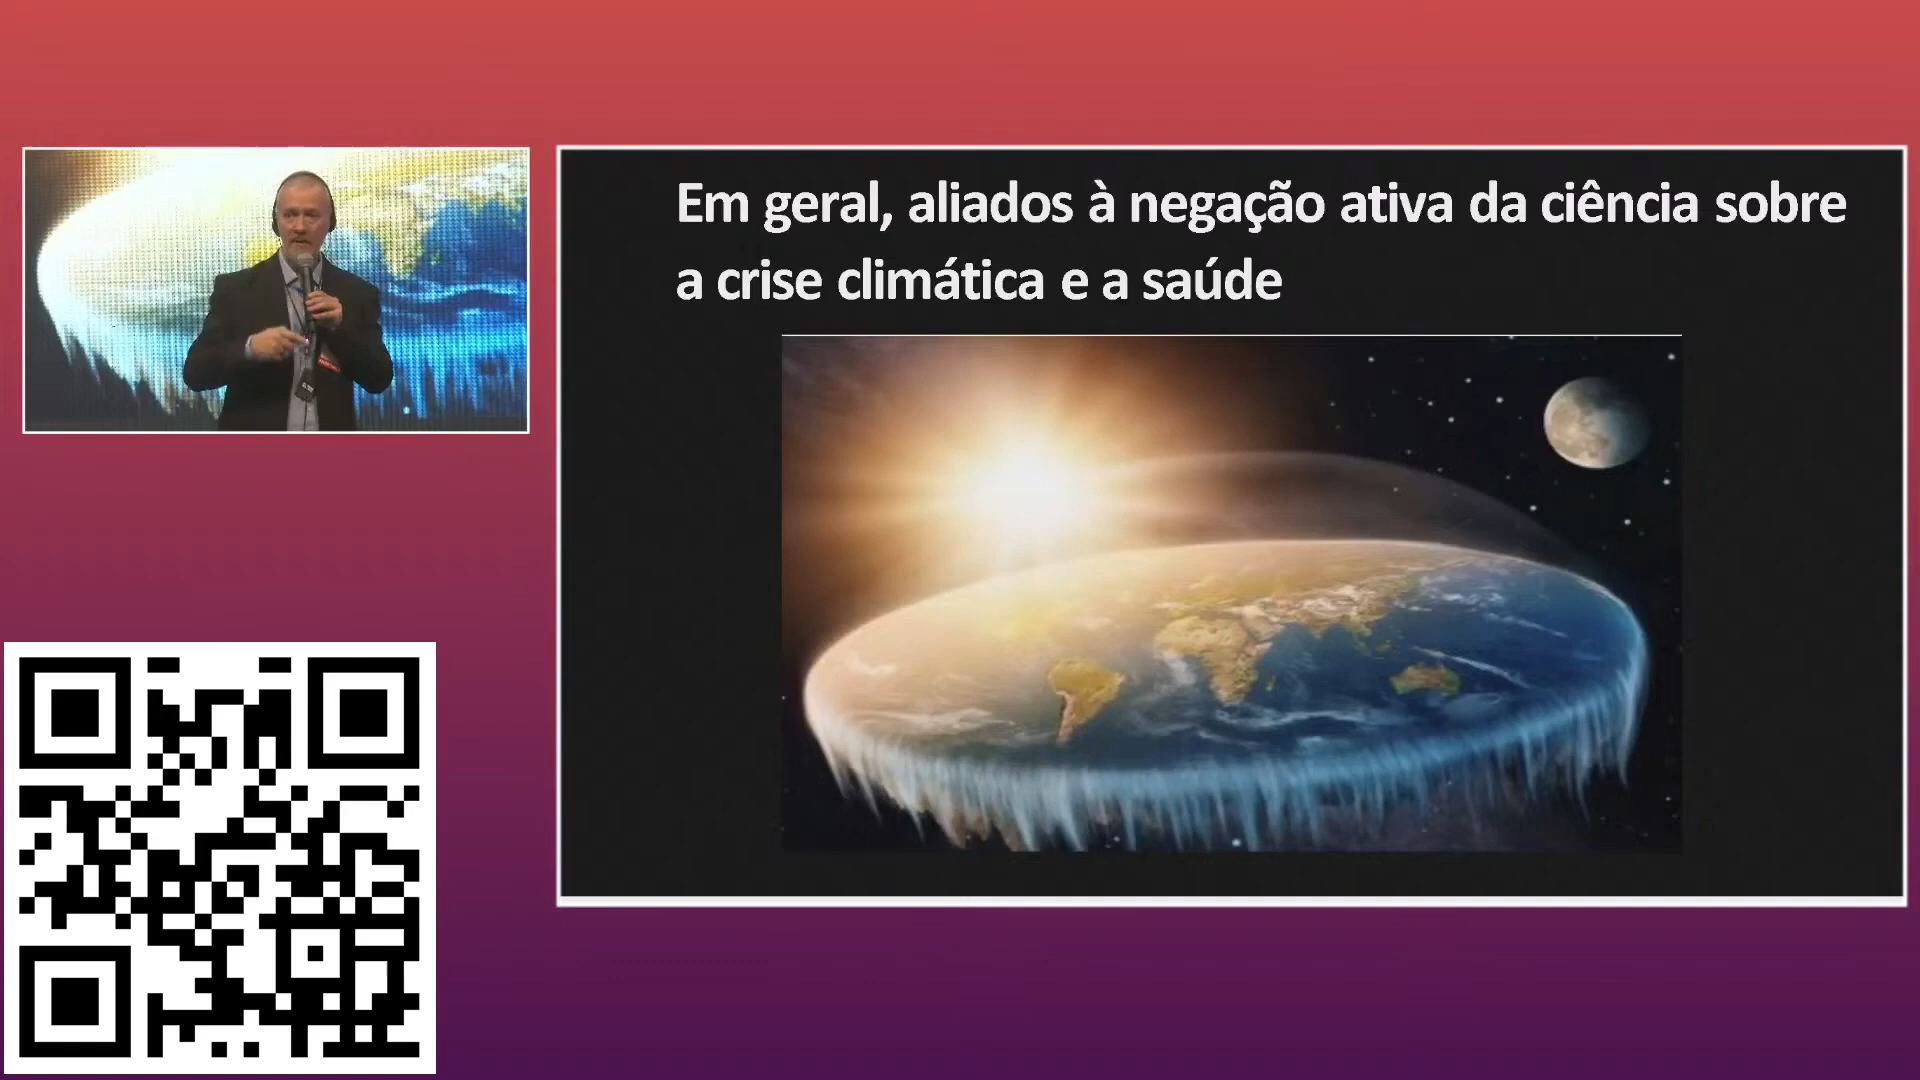 Em geral, aliados à negação ativa da ciência sobre
a crise climática e a saúde